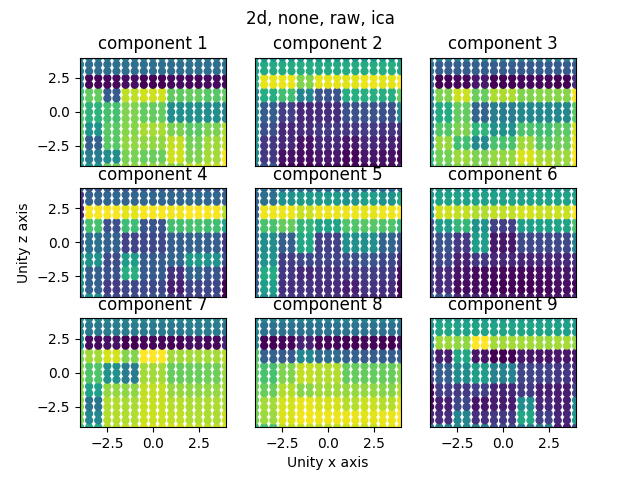 2d, none, raw, ica
component 1
component 2
component 3
2.5
0.0
−2.5
component 4
component 5
component 6
Unity z axis
2.5
0.0
−2.5
component 7
component 8
component 9
2.5
0.0
−2.5
−2.5 0.0 2.5
−2.5 0.0 2.5
−2.5 0.0 2.5
Unity x axis